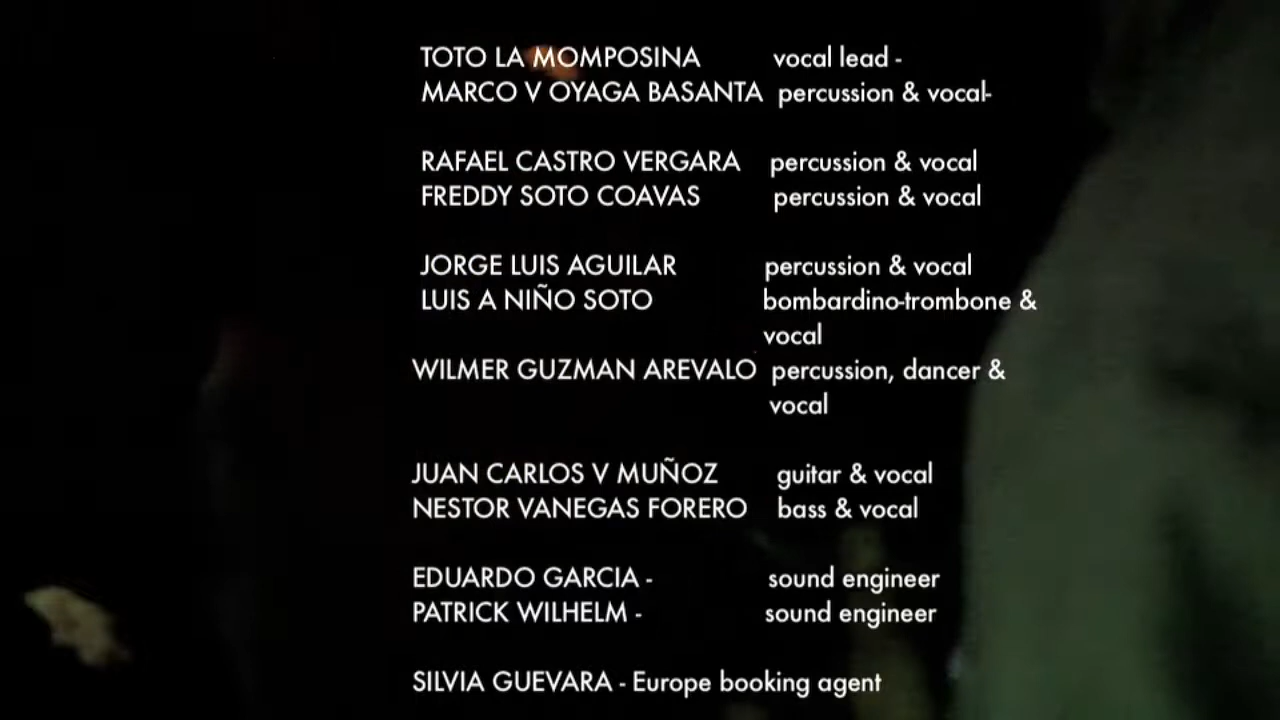 TOTO LA MOMPOSINA vocal lead -
MARCO V OYAGA BASANTA percussion & vocal-
RAFAEL CASTRO VERGARA percussion & vocal
FREDDY SOTO COAVAS percussion & vocal
JORGE LUIS AGUILAR percussion & vocal
LUIS A NIÑO SOTO bombardino-trombone &
vocal
WILMER GUZMAN AREVALO percussion, dancer &
vocal
JUAN CARLOS V MUÑOZ guitar & vocal
NESTOR VANEGAS FORERO bass & vocal
EDUARDO GARCIA - sound engineer
PATRICK WILHELM - sound engineer
SILVIA GUEVARA - Europe booking agent